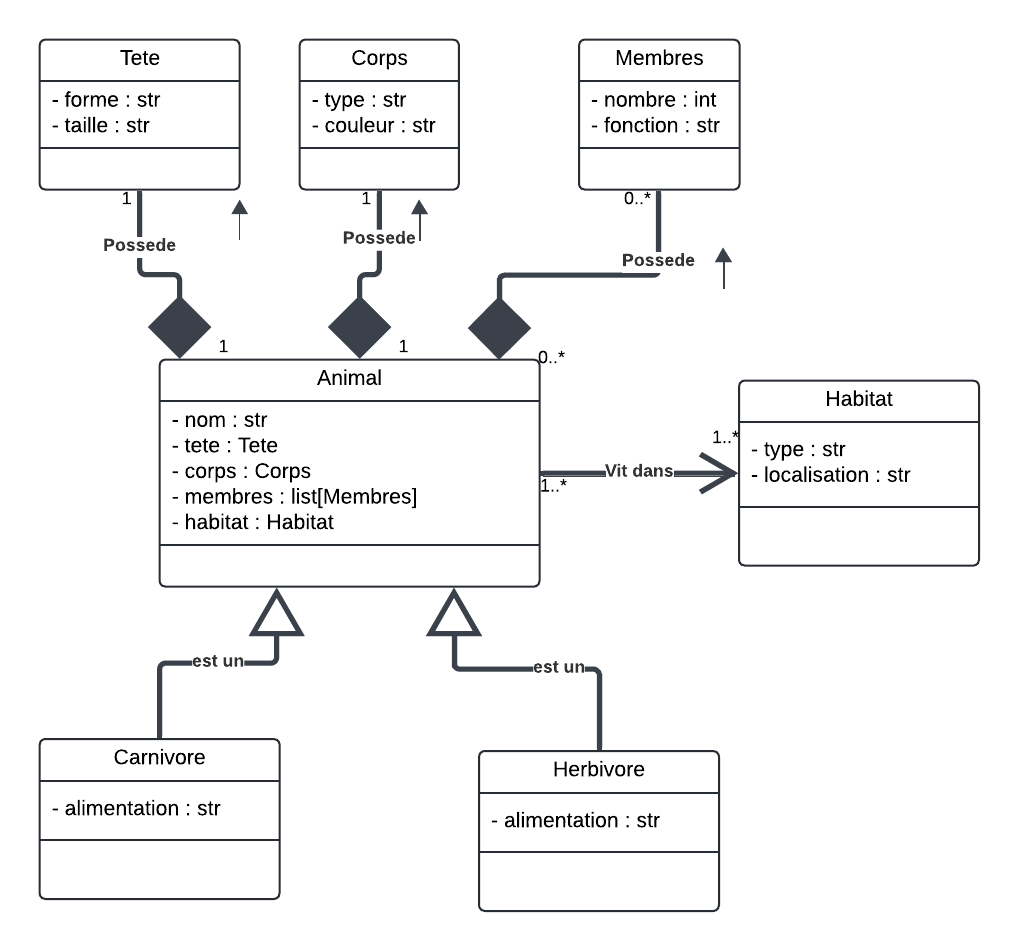 Tete
- forme : str
- taille : str
1
Possede
1
Corps
- type : str
- couleur : str
1
Possede
1
Membres
- nombre : int
- fonction : str
0..*
Possede
0..*
Animal
- nom : str
- tete : Tete
- corps : Corps
- membres : list[Membres]
- habitat : Habitat
1..*
Vit dans
1..*
Habitat
- type : str
- localisation : str
est un
est un
Carnivore
- alimentation : str
Herbivore
- alimentation : str